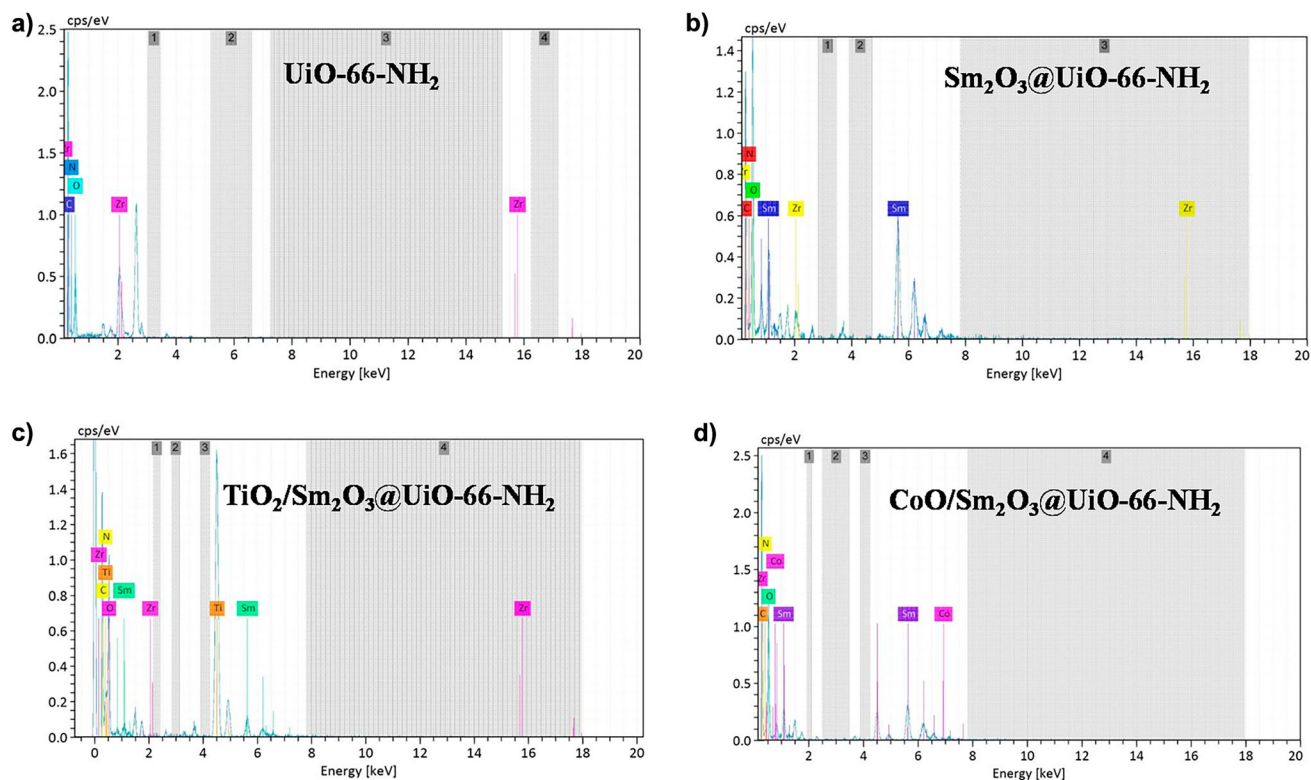 a)
cps/eV
2.5
2.0
1.5
1.0
0.5
0.0
1 2 3 4
UiO-66-NH₂
r
N
O
C Zr Zr
2 4 6 8 10 12 14 16 18 20
Energy [keV]
b)
cps/eV
1.4
1.2
1.0
0.8
0.6
0.4
0.2
0.0
1 2 3
Sm₂O₃@UiO-66-NH₂
N
r
O
C Sm Zr Sm Zr
2 4 6 8 10 12 14 16 18 20
Energy [keV]
c)
cps/eV
1.6
1.4
1.2
1.0
0.8
0.6
0.4
0.2
0.0
1 2 3 4
TiO₂/Sm₂O₃@UiO-66-NH₂
N
Zr
Ti
C Sm
O Zr Ti Sm Zr
0 2 4 6 8 10 12 14 16 18 20
Energy [keV]
d)
cps/eV
2.5
2.0
1.5
1.0
0.5
0.0
1 2 3 4
CoO/Sm₂O₃@UiO-66-NH₂
N
Co
Zr
O
C Sm Sm Co
2 4 6 8 10 12 14 16 18 20
Energy [keV]